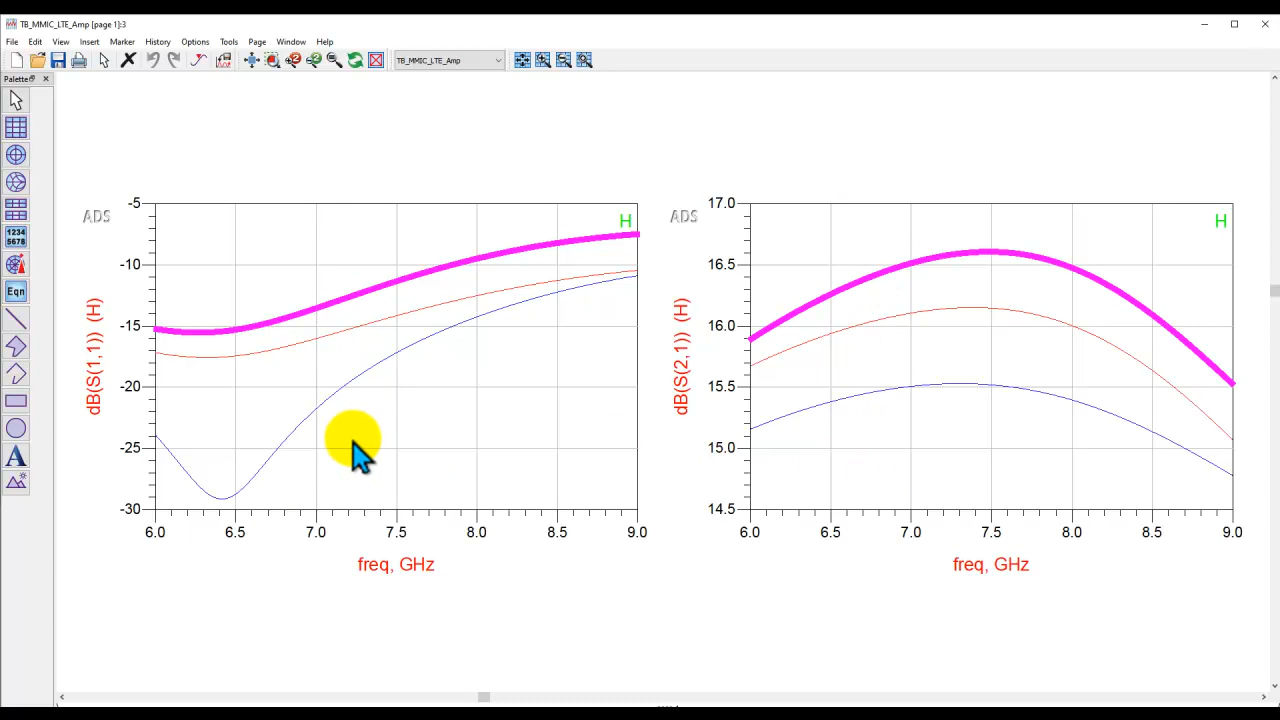 TB_MMIC_LTE_Amp [page 1]:3
File Edit View Insert Marker History Options Tools Page Window Help
TB_MMIC_LTE_Amp
Palette
1234
5678
Eqn
A
ADS
H
-5
-10
-15
-20
-25
-30
dB(S(1,1)) (H)
6.0 6.5 7.0 7.5 8.0 8.5 9.0
freq, GHz
ADS
H
17.0
16.5
16.0
15.5
15.0
14.5
dB(S(2,1)) (H)
6.0 6.5 7.0 7.5 8.0 8.5 9.0
freq, GHz